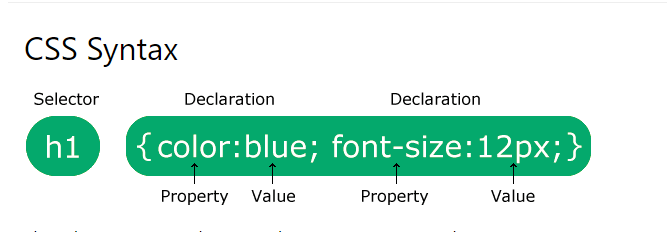 CSS Syntax
Selector Declaration Declaration
h1 {color:blue; font-size:12px;}
Property Value Property Value